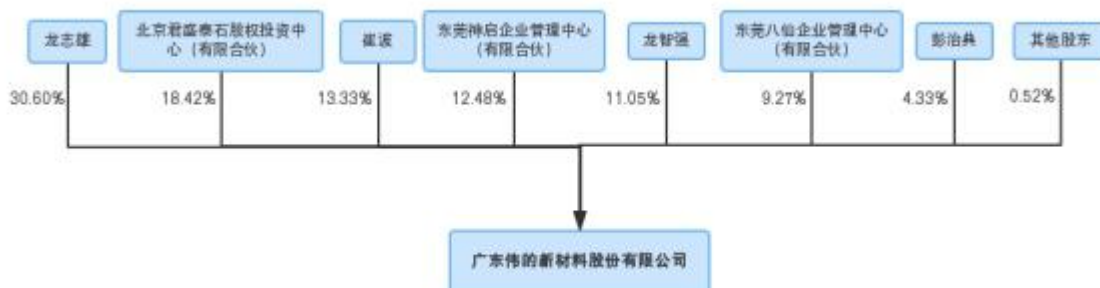 龙志雄
北京君盛泰石股权投资中
心（有限合伙）
崔波
东莞神启企业管理中心
（有限合伙）
龙智强
东莞八仙企业管理中心
（有限合伙）
彭治典
其他股东
30.60%
18.42%
13.33%
12.48%
11.05%
9.27%
4.33%
0.52%
广东伟的新材料股份有限公司